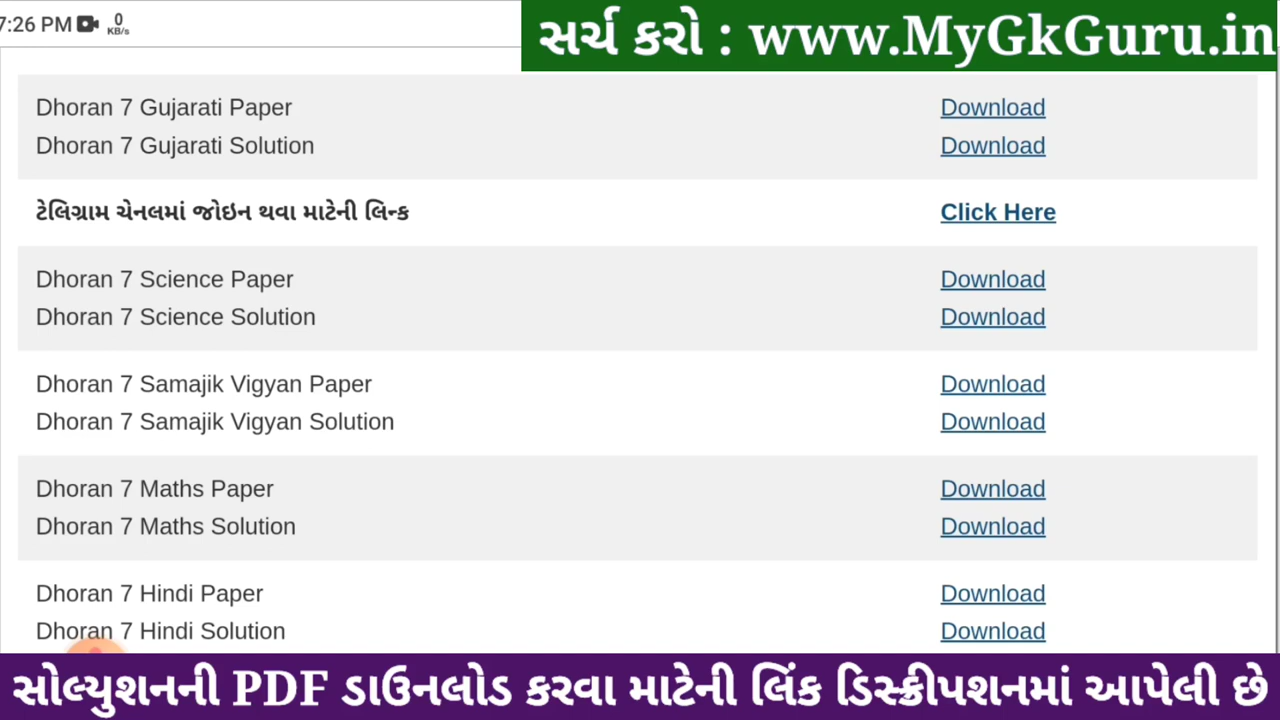 7:26 PM 0 KB/s
સર્ચ કરો : www.MyGkGuru.in
Dhoran 7 Gujarati Paper Download
Dhoran 7 Gujarati Solution Download
ટેલિગ્રામ ચેનલમાં જોઇન થવા માટેની લિન્ક Click Here
Dhoran 7 Science Paper Download
Dhoran 7 Science Solution Download
Dhoran 7 Samajik Vigyan Paper Download
Dhoran 7 Samajik Vigyan Solution Download
Dhoran 7 Maths Paper Download
Dhoran 7 Maths Solution Download
Dhoran 7 Hindi Paper Download
Dhoran 7 Hindi Solution Download
સોલ્યુશનની PDF ડાઉનલોડ કરવા માટેની લિંક ડિસ્ક્રીપશનમાં આપેલી છે